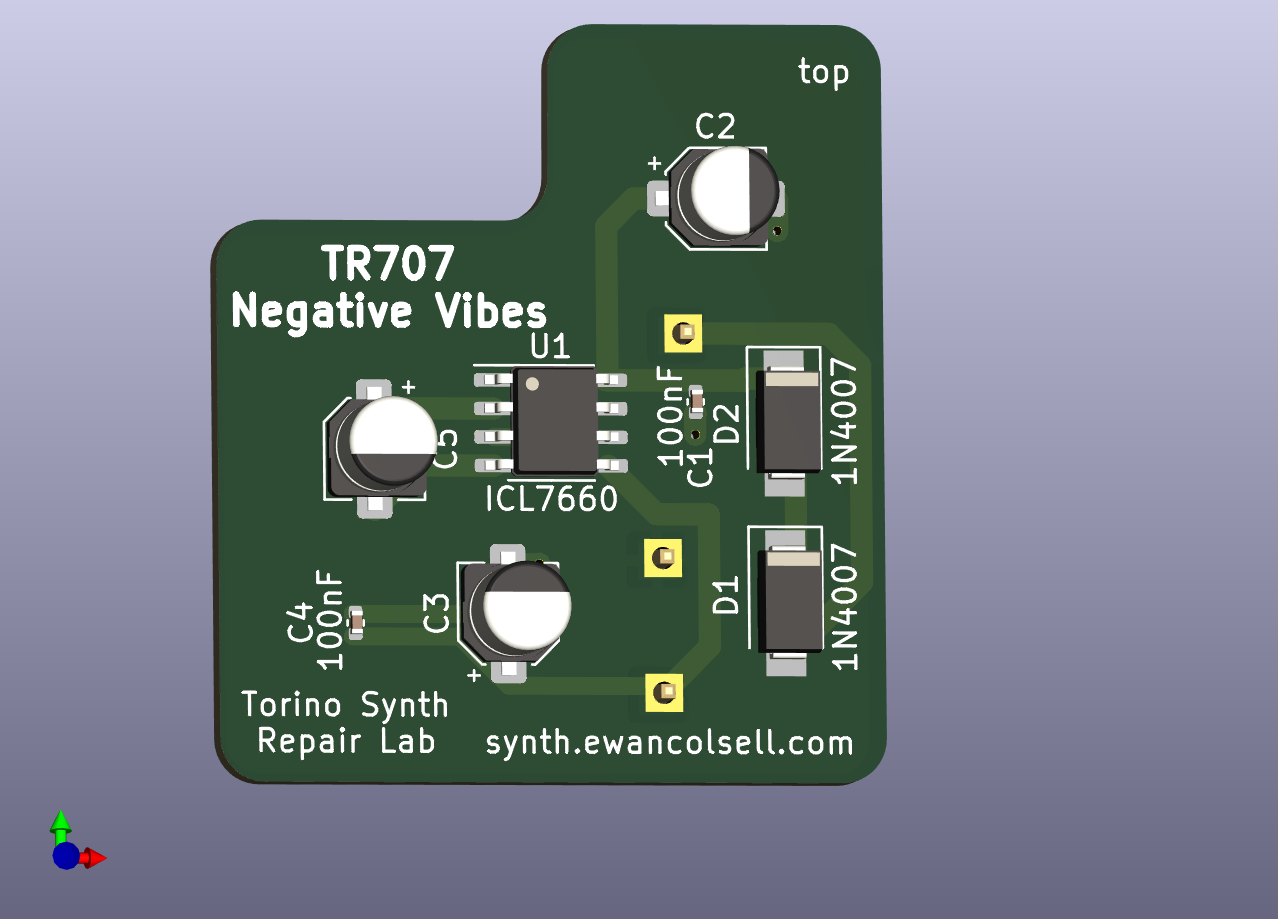 top
C2
+
TR707
Negative Vibes
U1
+
C5
ICL7660
100nF
C1
D2
1N4007
D1
1N4007
C4
100nF
C3
+
Torino Synth
Repair Lab
synth.ewancolsell.com